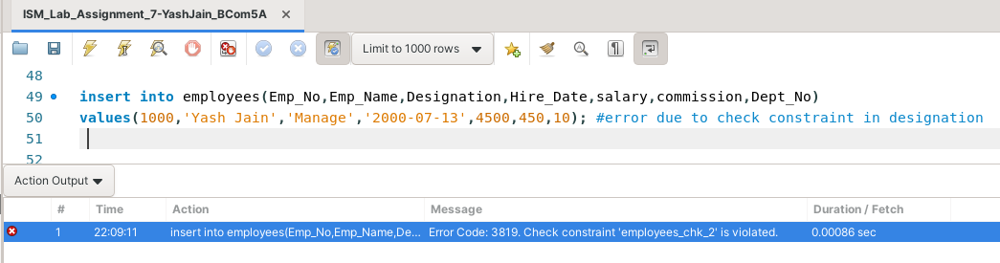 ISM_Lab_Assignment_7-YashJain_BCom5A ×
Limit to 1000 rows
48
49 insert into employees(Emp_No,Emp_Name,Designation,Hire_Date,salary,commission,Dept_No)
50 values(1000,'Yash Jain','Manage','2000-07-13',4500,450,10); #error due to check constraint in designation
51
52
Action Output
# Time Action Message Duration / Fetch
1 22:09:11 insert into employees(Emp_No,Emp_Name,De... Error Code: 3819. Check constraint 'employees_chk_2' is violated. 0.00086 sec